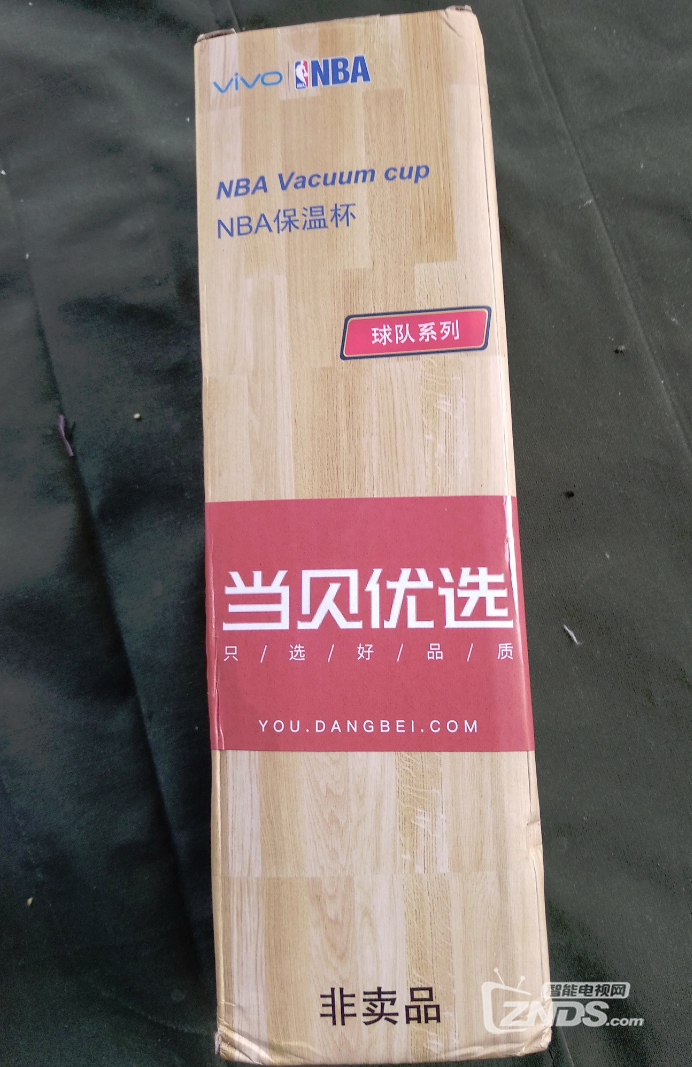 vivo NBA
NBA Vacuum cup
NBA保温杯
球队系列
当贝优选
只/选/好/品/质
YOU.DANGBEI.COM
非卖品
智能电视网
ZNDS.com